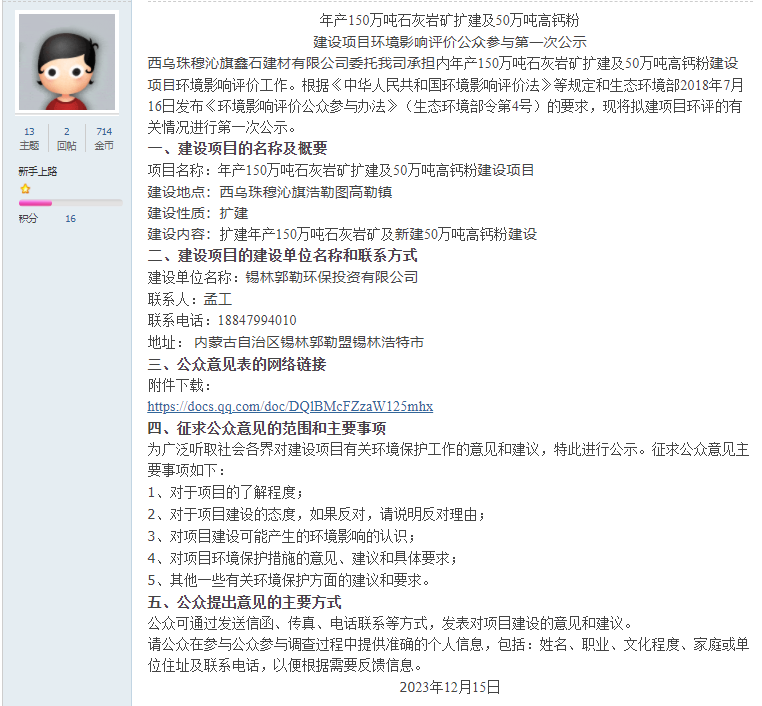 年产150万吨石灰岩矿扩建及50万吨高钙粉
建设项目环境影响评价公众参与第一次公示
西乌珠穆沁旗鑫石建材有限公司委托我司承担内年产150万吨石灰岩矿扩建及50万吨高钙粉建设
项目环境影响评价工作。根据《中华人民共和国环境影响评价法》等规定和生态环境部2018年7月
16日发布《环境影响评价公众参与办法》（生态环境部令第4号）的要求，现将拟建项目环评的有
关情况进行第一次公示。
一、建设项目的名称及概要
项目名称：年产150万吨石灰岩矿扩建及50万吨高钙粉建设项目
建设地点：西乌珠穆沁旗浩勒图高勒镇
建设性质：扩建
建设内容：扩建年产150万吨石灰岩矿及新建50万吨高钙粉建设
二、建设项目的建设单位名称和联系方式
建设单位名称：锡林郭勒环保投资有限公司
联系人：孟工
联系电话：18847994010
地址： 内蒙古自治区锡林郭勒盟锡林浩特市
三、公众意见表的网络链接
附件下载：
https://docs.qq.com/doc/DQlBMcFZzaW125mhx
四、征求公众意见的范围和主要事项
为广泛听取社会各界对建设项目有关环境保护工作的意见和建议，特此进行公示。征求公众意见主
要事项如下：
1、对于项目的了解程度；
2、对于项目建设的态度，如果反对，请说明反对理由；
3、对项目建设可能产生的环境影响的认识；
4、对项目环境保护措施的意见、建议和具体要求；
5、其他一些有关环境保护方面的建议和要求。
五、公众提出意见的主要方式
公众可通过发送信函、传真、电话联系等方式，发表对项目建设的意见和建议。
请公众在参与公众参与调查过程中提供准确的个人信息，包括：姓名、职业、文化程度、家庭或单
位住址及联系电话，以便根据需要反馈信息。
2023年12月15日
13 2 714
主题 回帖 金币
新手上路
积分 16